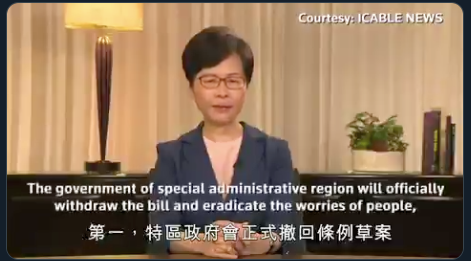 Courtesy: ICABLE NEWS
The government of special administrative region will officially
withdraw the bill and eradicate the worries of people,
第一，特區政府會正式撤回條例草案